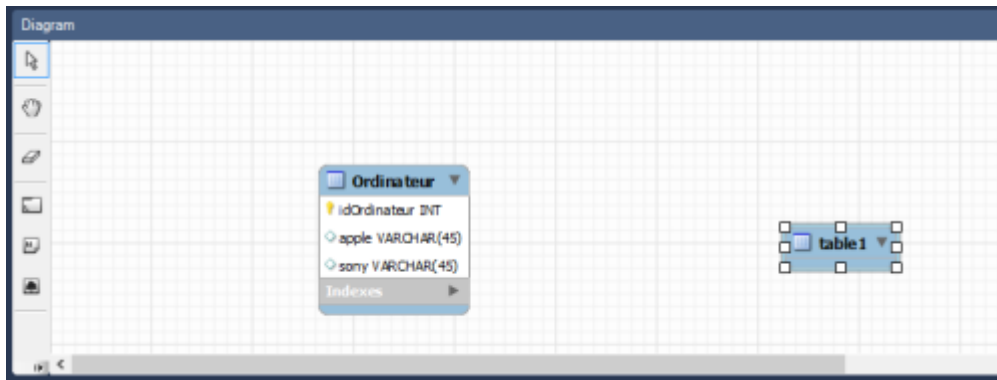 Diagram
Ordinateur
idOrdinateur INT
apple VARCHAR(45)
sony VARCHAR(45)
Indexes
table1